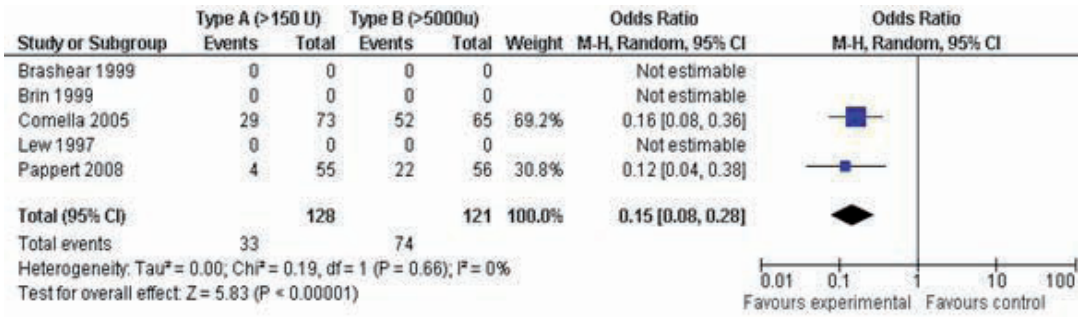 Type A (>150 U) Type B (>5000u) Odds Ratio Odds Ratio
Study or Subgroup Events Total Events Total Weight M-H, Random, 95% CI M-H, Random, 95% CI
Brashear 1999 0 0 0 0 Not estimable
Brin 1999 0 0 0 0 Not estimable
Comella 2005 29 73 52 65 69.2% 0.16 [0.08, 0.36]
Lew 1997 0 0 0 0 Not estimable
Pappert 2008 4 55 22 56 30.8% 0.12 [0.04, 0.38]
Total (95% CI) 128 121 100.0% 0.15 [0.08, 0.28]
Total events 33 74
Heterogeneity: Tau² = 0.00; Chi² = 0.19, df = 1 (P = 0.66); I² = 0%
Test for overall effect: Z = 5.83 (P < 0.00001)
0.01 0.1 1 10 100
Favours experimental Favours control